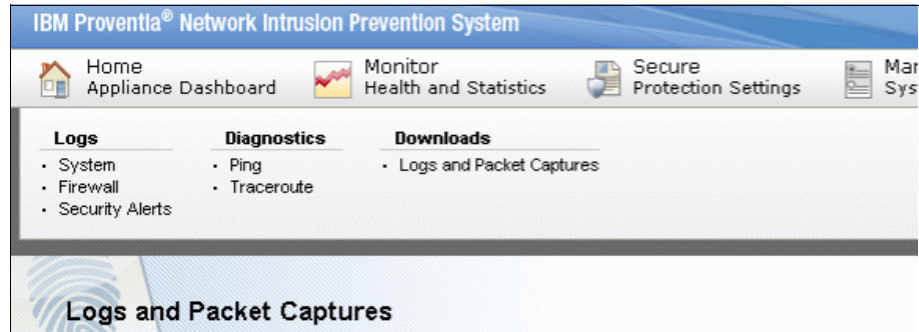 IBM Proventia® Network Intrusion Prevention System
Home
Appliance Dashboard
Monitor
Health and Statistics
Secure
Protection Settings
Logs
· System
· Firewall
· Security Alerts
Diagnostics
· Ping
· Traceroute
Downloads
· Logs and Packet Captures
Logs and Packet Captures